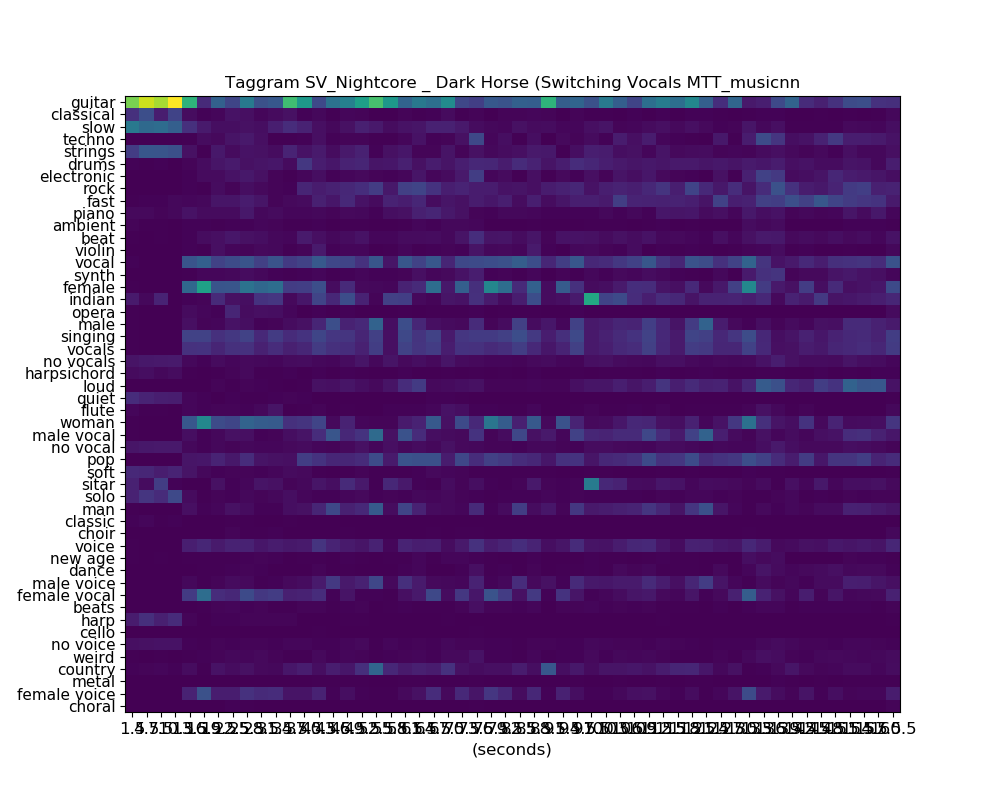 Taggram SV_Nightcore _ Dark Horse (Switching Vocals MTT_musicnn
guitar
classical
slow
techno
strings
drums
electronic
rock
fast
piano
ambient
beat
violin
vocal
synth
female
indian
opera
male
singing
vocals
no vocals
harpsichord
loud
quiet
flute
woman
male vocal
no vocal
pop
soft
sitar
solo
man
classic
choir
voice
new age
dance
male voice
female vocal
beats
harp
cello
no voice
weird
country
metal
female voice
choral
(seconds)